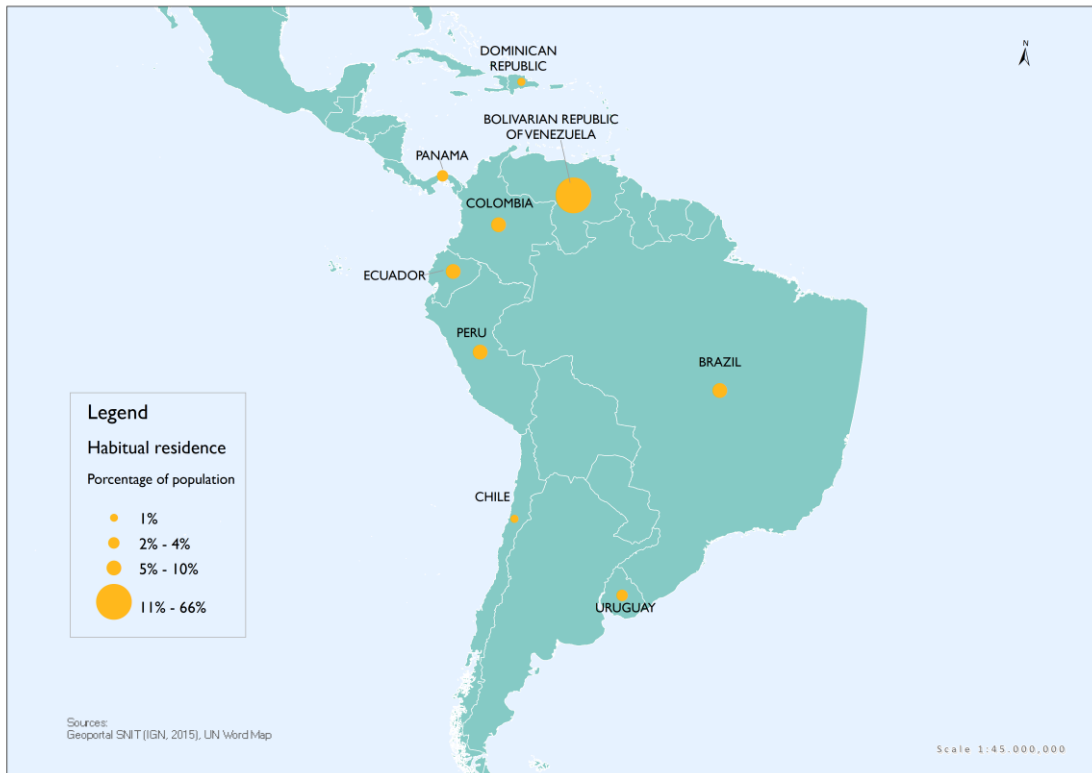 N
DOMINICAN
REPUBLIC
BOLIVARIAN REPUBLIC
OF VENEZUELA
PANAMA
COLOMBIA
ECUADOR
PERU
BRAZIL
CHILE
URUGUAY
Legend
Habitual residence
Porcentage of population
1%
2% - 4%
5% - 10%
11% - 66%
Sources:
Geoportal SNIT (IGN, 2015), UN Word Map
Scale 1:45.000,000